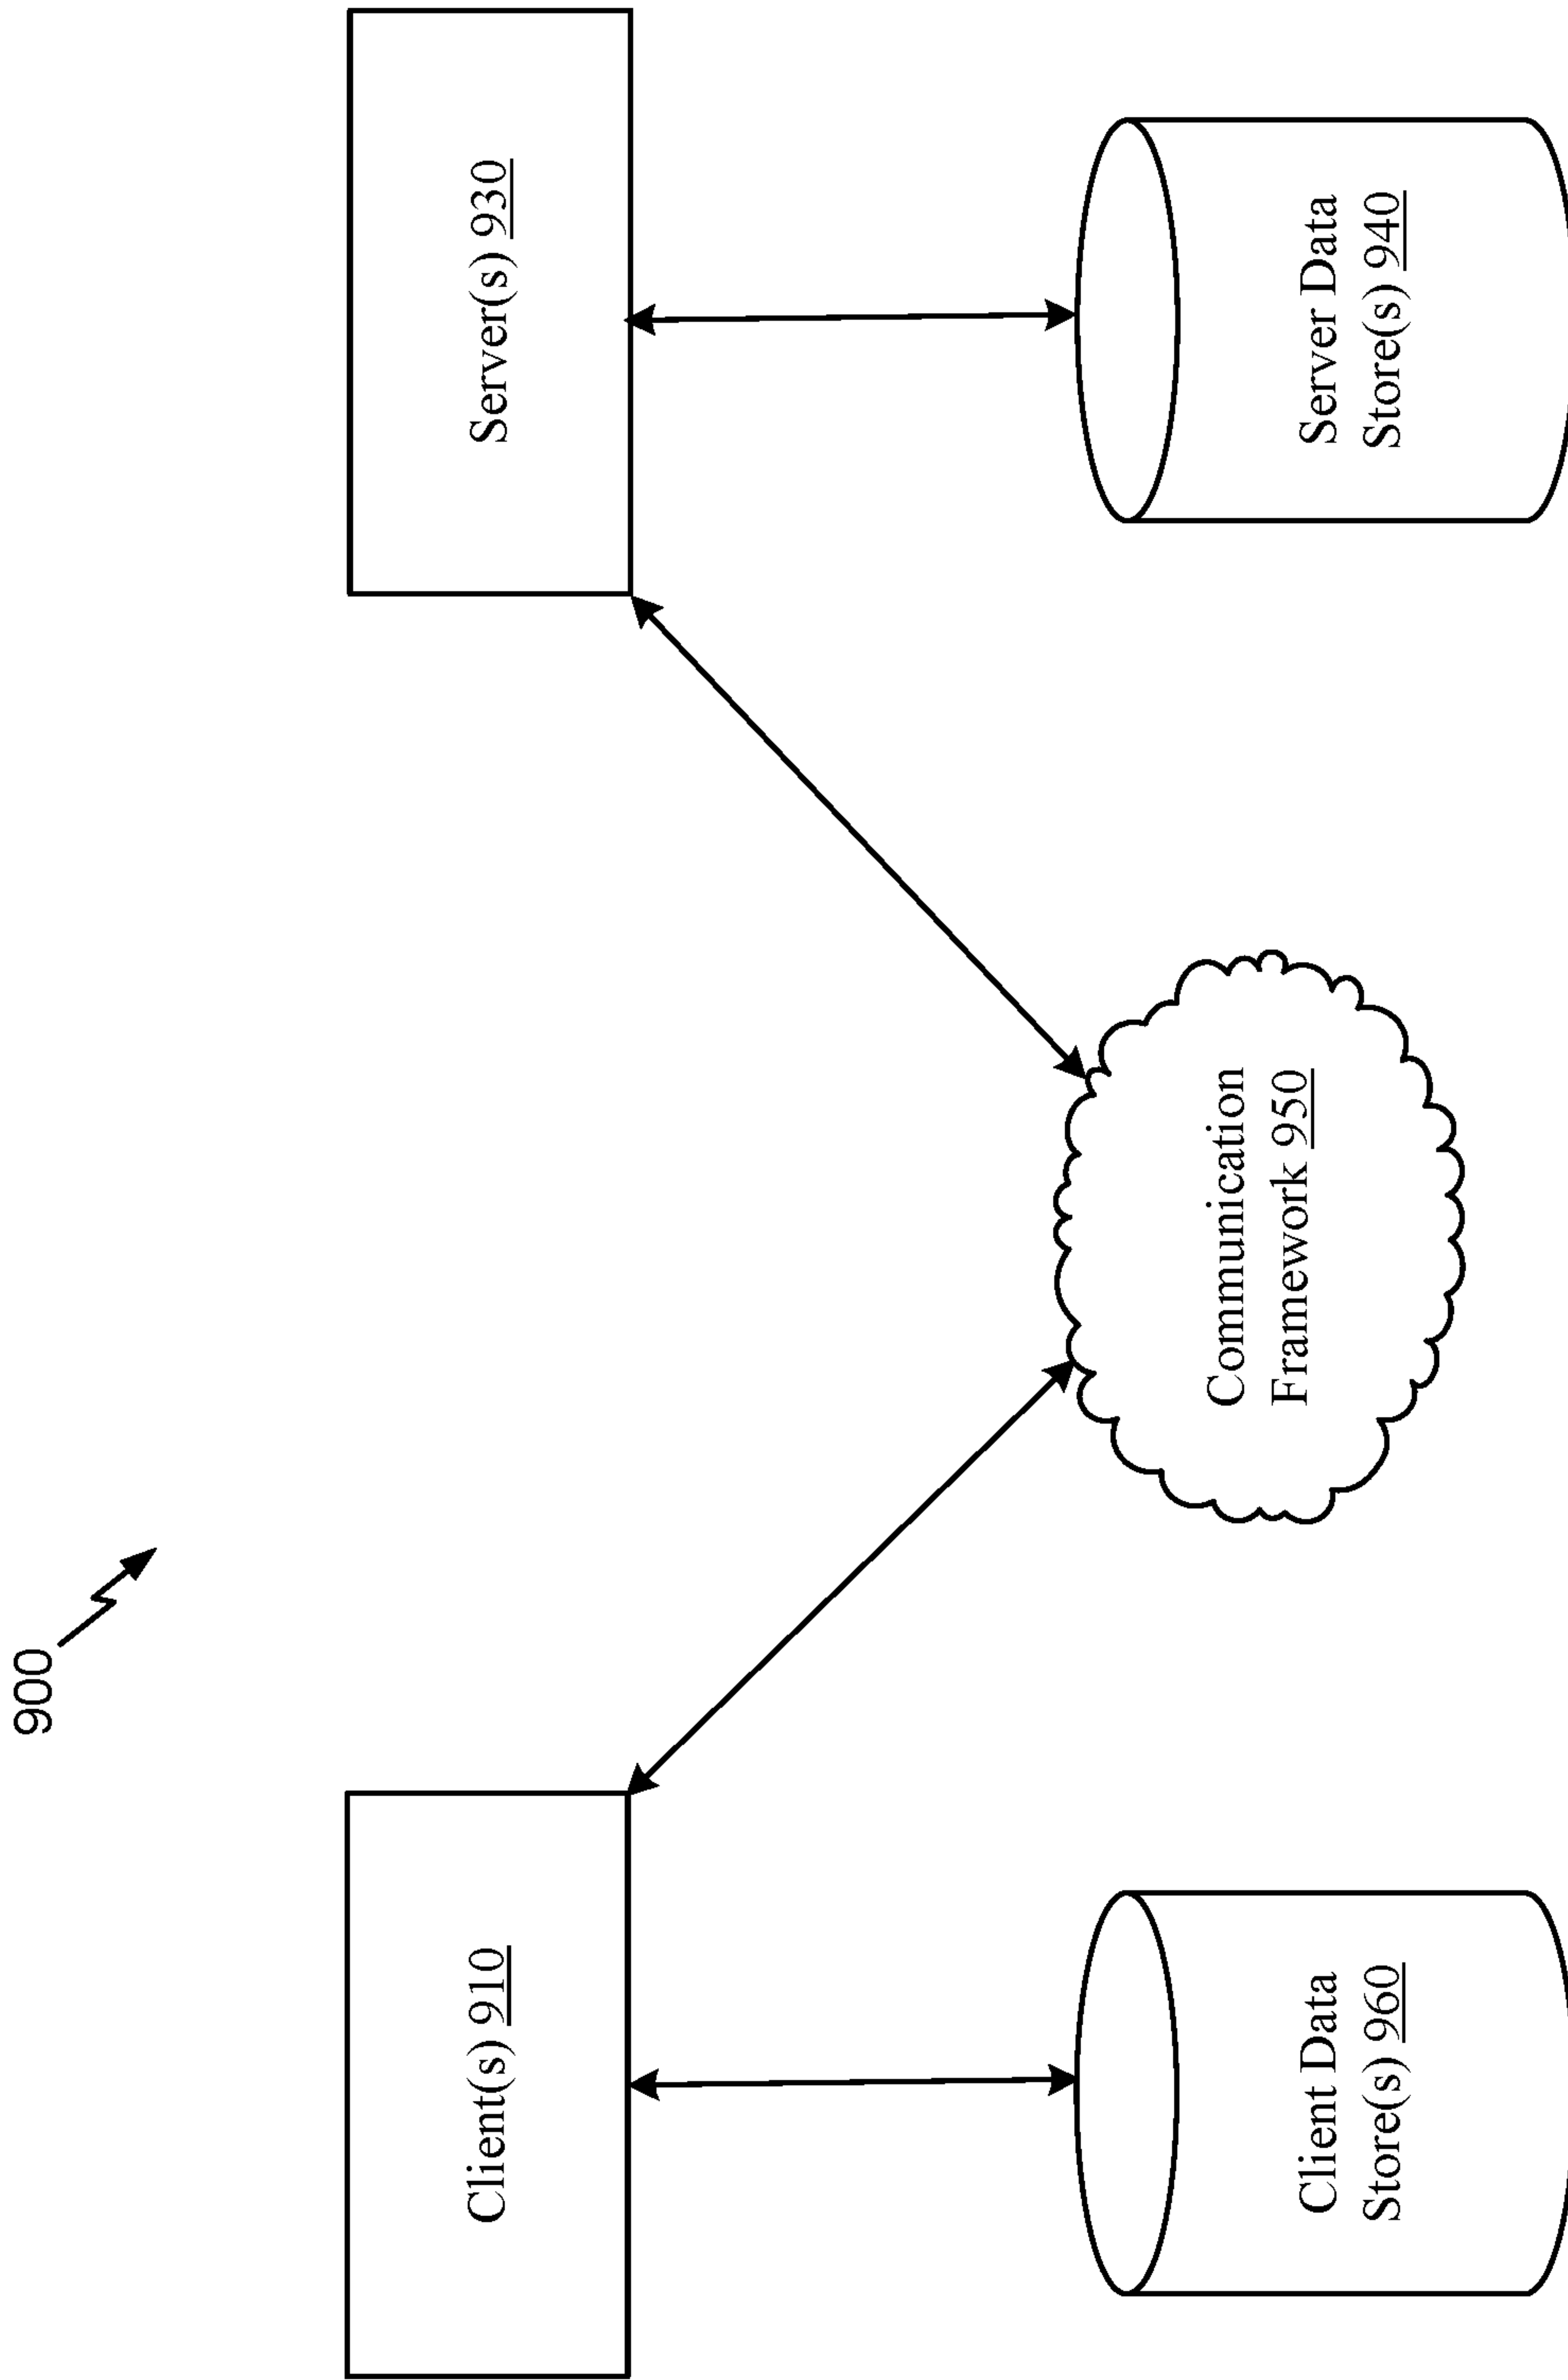 900
Client(s) 910
Server(s) 930
Communication
Framework 950
Client Data
Store(s) 960
Server Data
Store(s) 940